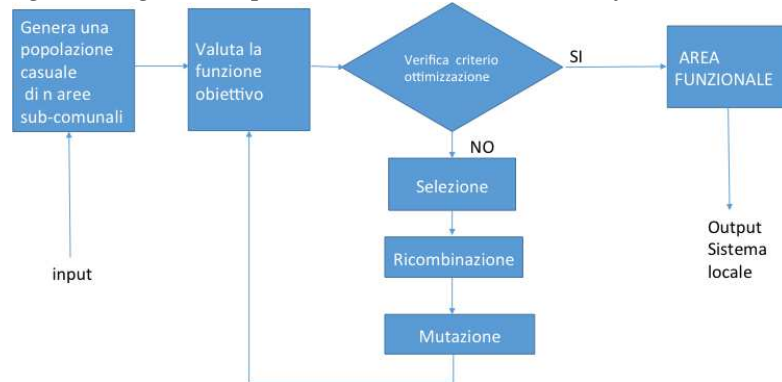 Genera una
popolazione
casuale
di n aree
sub-comunali
Valuta la
funzione
obiettivo
Verifica criterio
ottimizzazione
SI
AREA
FUNZIONALE
NO
Selezione
Ricombinazione
Mutazione
input
Output
Sistema
locale